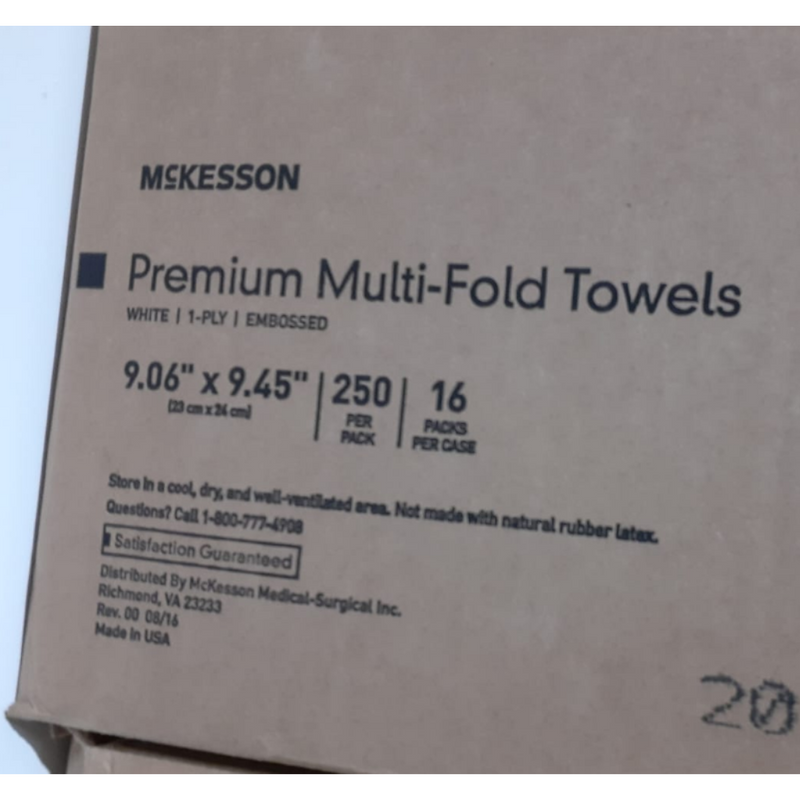 McKESSON
Premium Multi-Fold Towels
WHITE | 1-PLY | EMBOSSED
9.06" x 9.45" | 250 | 16
(23 cm x 24 cm) PER PACKS
PACK PER CASE
Store in a cool, dry, and well-ventilated area. Not made with natural rubber latex.
Questions? Call 1-800-777-4908
Satisfaction Guaranteed
Distributed By McKesson Medical-Surgical Inc.
Richmond, VA 23233
Rev. 00 08/16
Made in USA
20